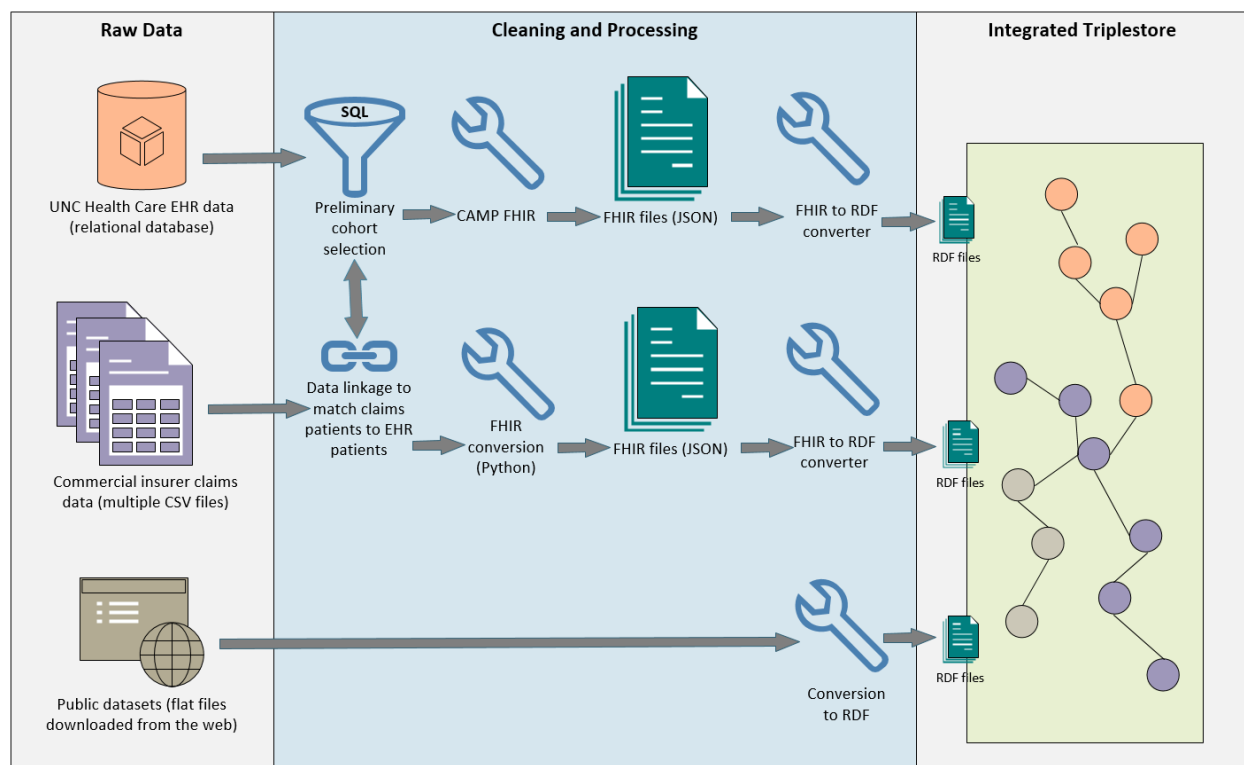 Raw Data
Cleaning and Processing
Integrated Triplestore
SQL
UNC Health Care EHR data
(relational database)
Preliminary
cohort
selection
CAMP FHIR
FHIR files (JSON)
FHIR to RDF
converter
RDF files
Commercial insurer claims
data (multiple CSV files)
Data linkage to
match claims
patients to EHR
patients
FHIR
conversion
(Python)
FHIR files (JSON)
FHIR to RDF
converter
RDF files
Public datasets (flat files
downloaded from the web)
Conversion
to RDF
RDF files